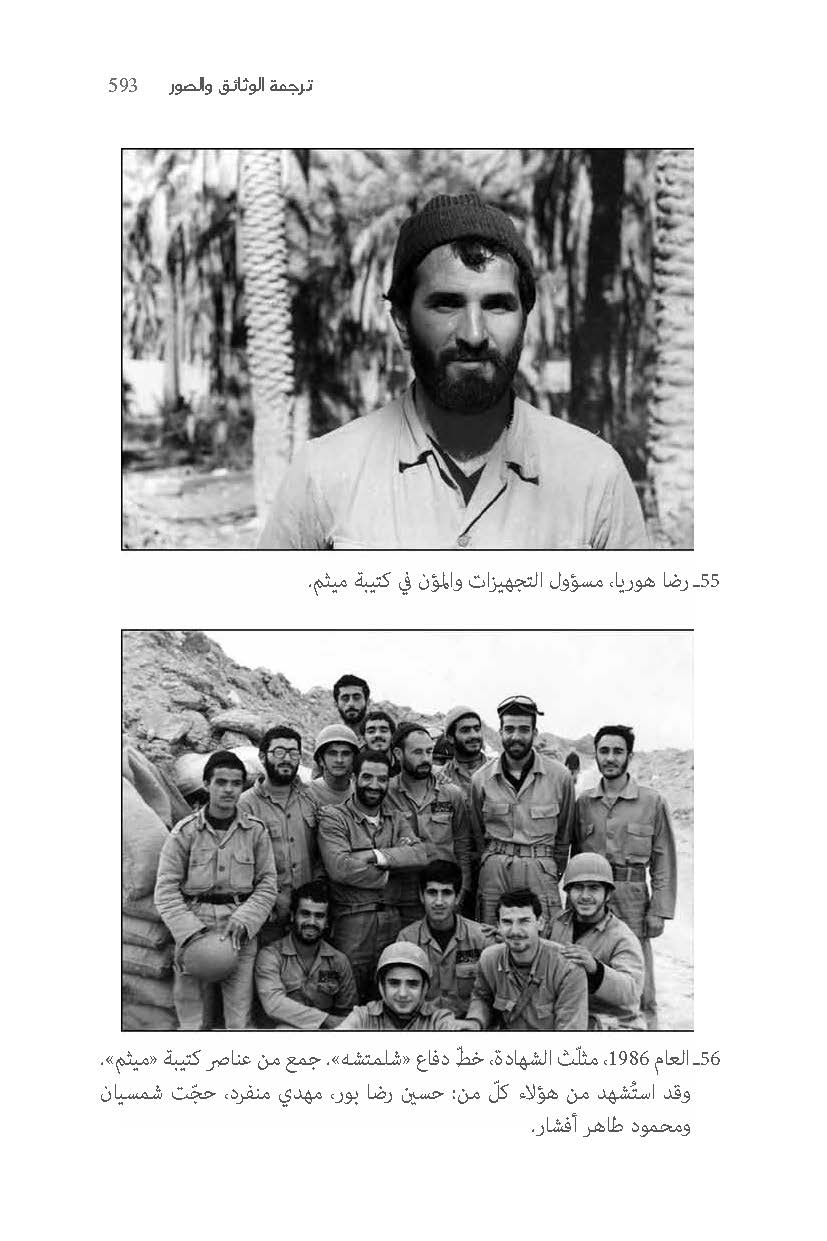 ترجمة الوثائق والصور 593
55ـ رضا هوريا، مسؤول التجهيزات والمؤن في كتيبة ميثم.
56ـ العام 1986، مثلّث الشهادة، خطّ دفاع «شلمتشه». جمع من عناصر كتيبة «ميثم».
وقد استُشهد من هؤلاء كلّ من: حسين رضا بور، مهدي منفرد، حجّت شمسيان
ومحمود طاهر أفشار.